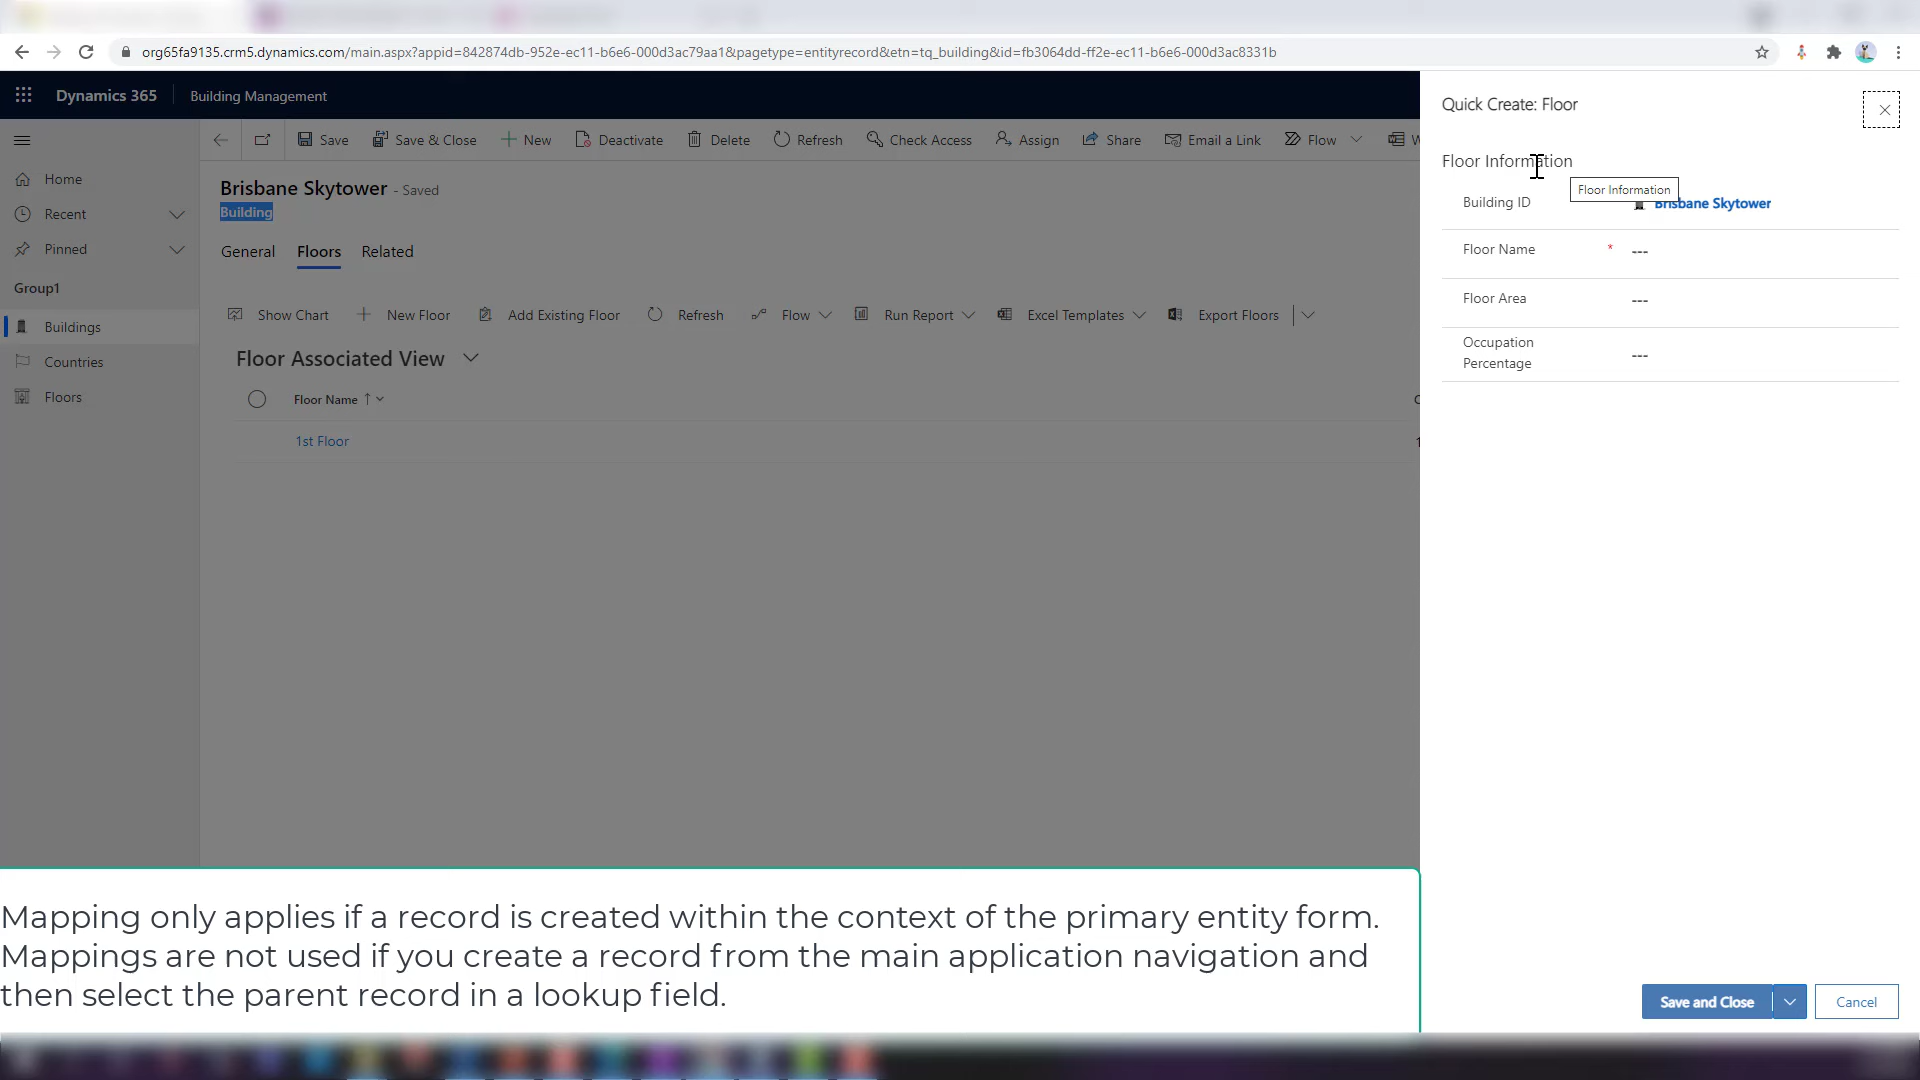 org65fa9135.crm5.dynamics.com/main.aspx?appid=842874db-952e-ec11-b6e6-000d3ac79aa1&pagetype=entityrecord&etn=tq_building&id=fb3064dd-ff2e-ec11-b6e6-000d3ac8331b
Dynamics 365 Building Management
Save Save & Close New Deactivate Delete Refresh Check Access Assign Share Email a Link Flow W
Home
Recent
Pinned
Group1
Buildings
Countries
Floors
Brisbane Skytower - Saved
Building
General Floors Related
Show Chart New Floor Add Existing Floor Refresh Flow Run Report Excel Templates Export Floors
Floor Associated View
Floor Name ↑
1st Floor
Quick Create: Floor
Floor Information
Floor Information
Building ID Brisbane Skytower
Floor Name * ---
Floor Area ---
Occupation
Percentage ---
Mapping only applies if a record is created within the context of the primary entity form.
Mappings are not used if you create a record from the main application navigation and
then select the parent record in a lookup field.
Save and Close Cancel